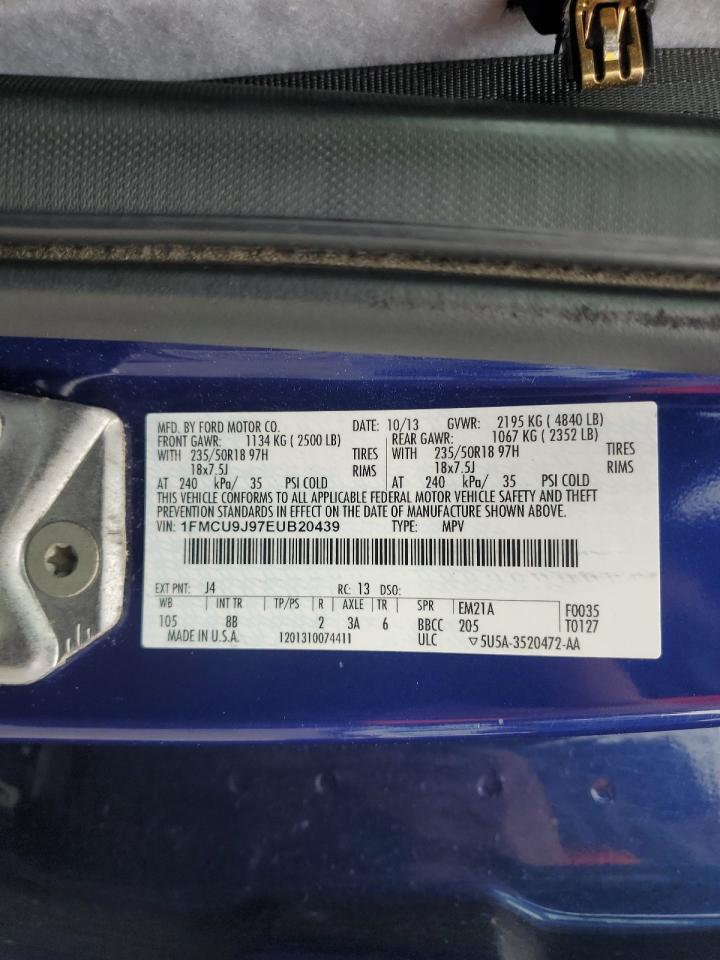 MFD. BY FORD MOTOR CO. DATE: 10/13 GVWR: 2195 KG ( 4840 LB)
FRONT GAWR: 1134 KG ( 2500 LB) REAR GAWR: 1067 KG ( 2352 LB)
WITH 235/50R18 97H TIRES WITH 235/50R18 97H TIRES
18x7.5J RIMS 18x7.5J RIMS
AT 240 kPa/ 35 PSI COLD AT 240 kPa/ 35 PSI COLD
THIS VEHICLE CONFORMS TO ALL APPLICABLE FEDERAL MOTOR VEHICLE SAFETY AND THEFT
PREVENTION STANDARDS IN EFFECT ON THE DATE OF MANUFACTURE SHOWN ABOVE.
VIN: 1FMCU9J97EUB20439 TYPE: MPV
EXT PNT: J4 RC: 13 DSO:
WB INT TR TP/PS R AXLE TR SPR EM21A F0035
105 8B 2 3A 6 BBCC 205 T0127
MADE IN U.S.A. 1201310074411 ULC ▽5U5A-3520472-AA